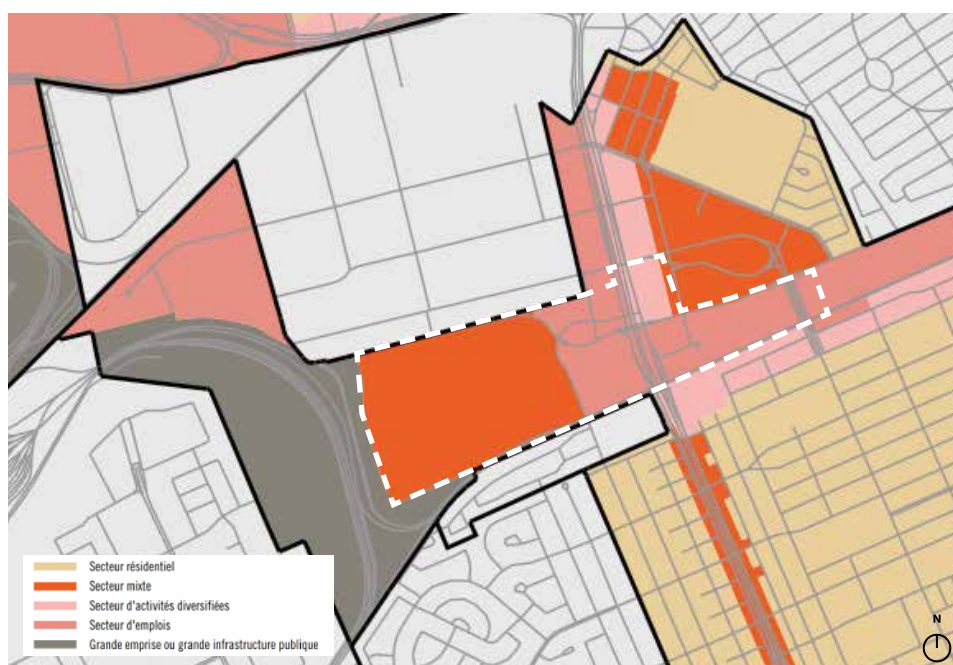 Secteur résidentiel
Secteur mixte
Secteur d'activités diversifiées
Secteur d'emplois
Grande emprise ou grande infrastructure publique
N